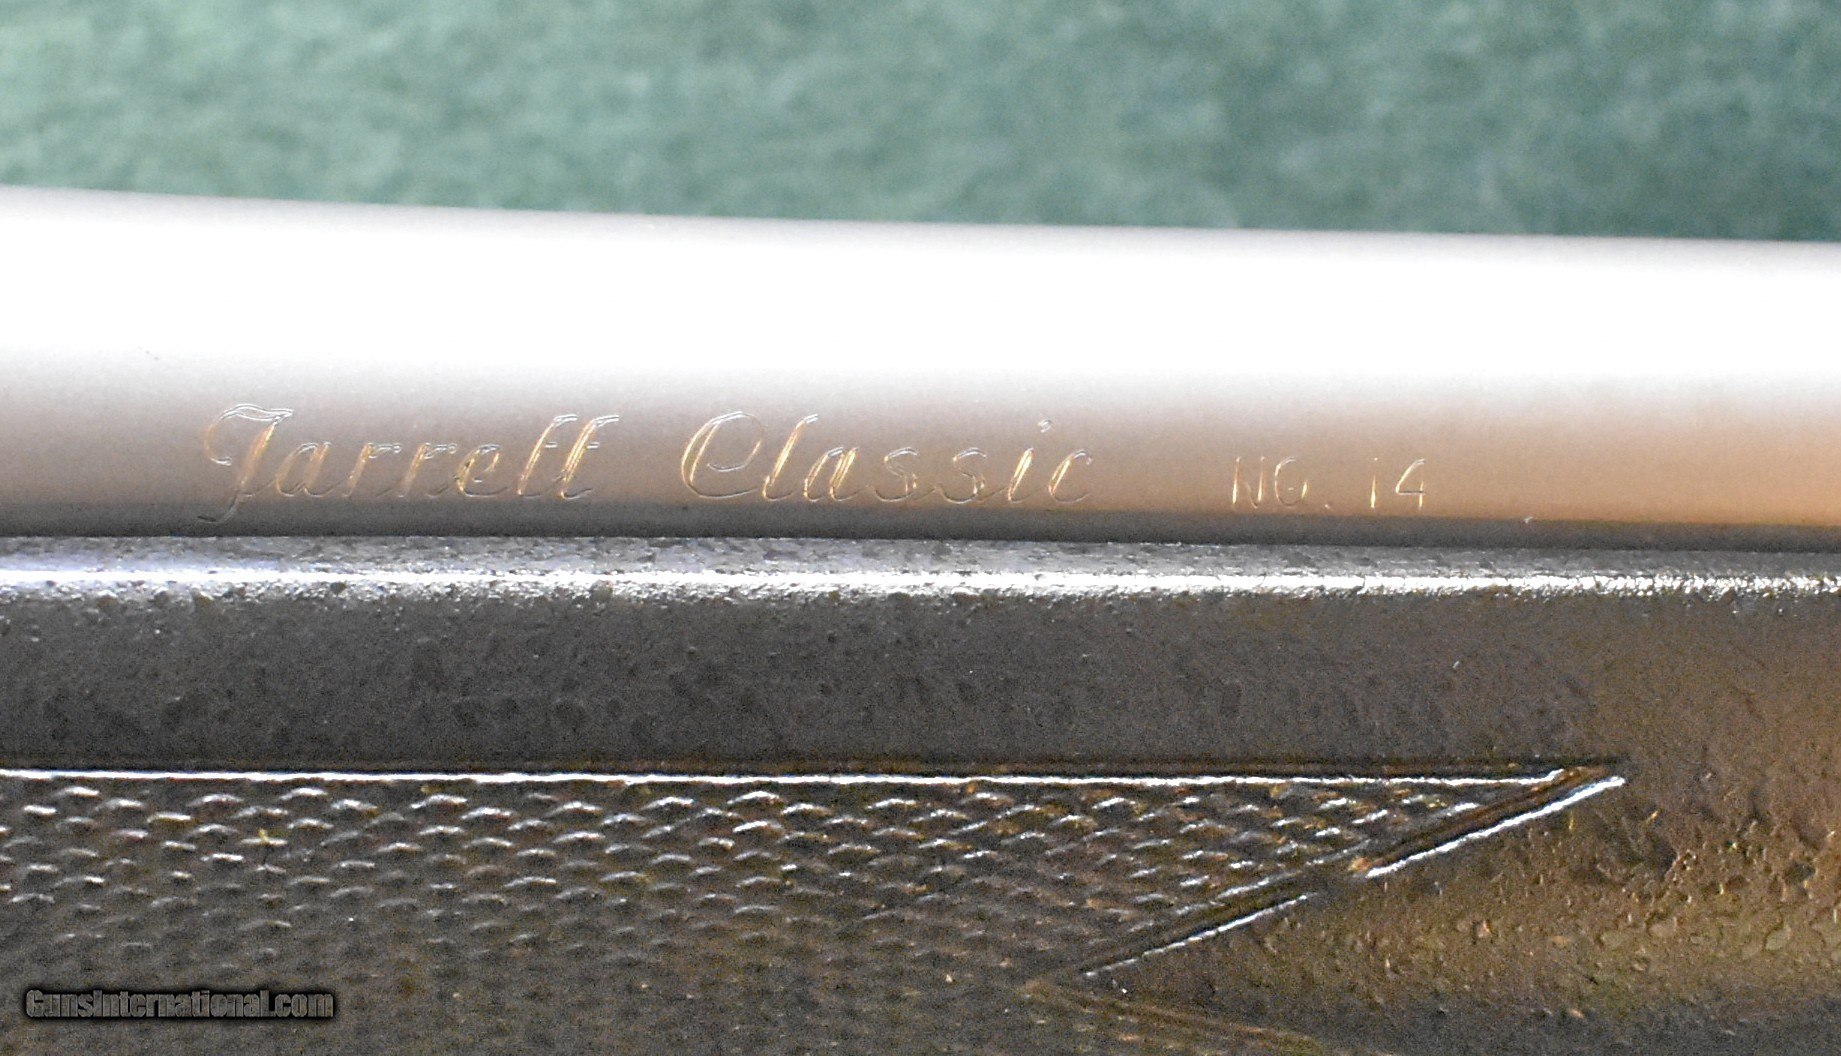 Jarrett Classic NO. 14
GunsInternational.com